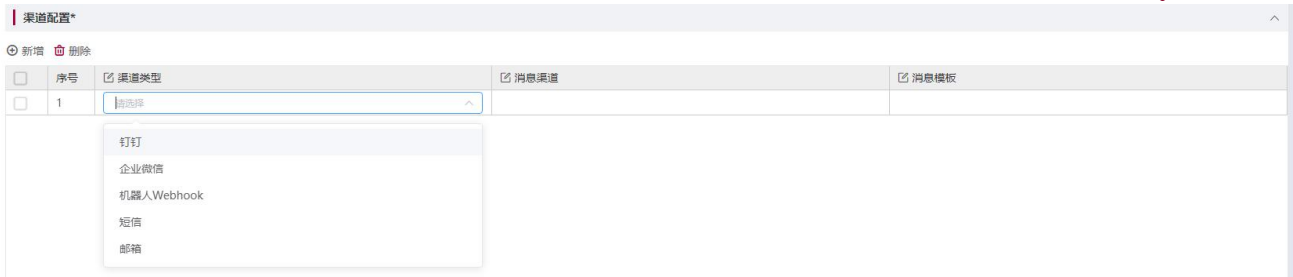 渠道配置*
新增 删除
序号 渠道类型 消息渠道 消息模板
1 请选择
钉钉
企业微信
机器人Webhook
短信
邮箱